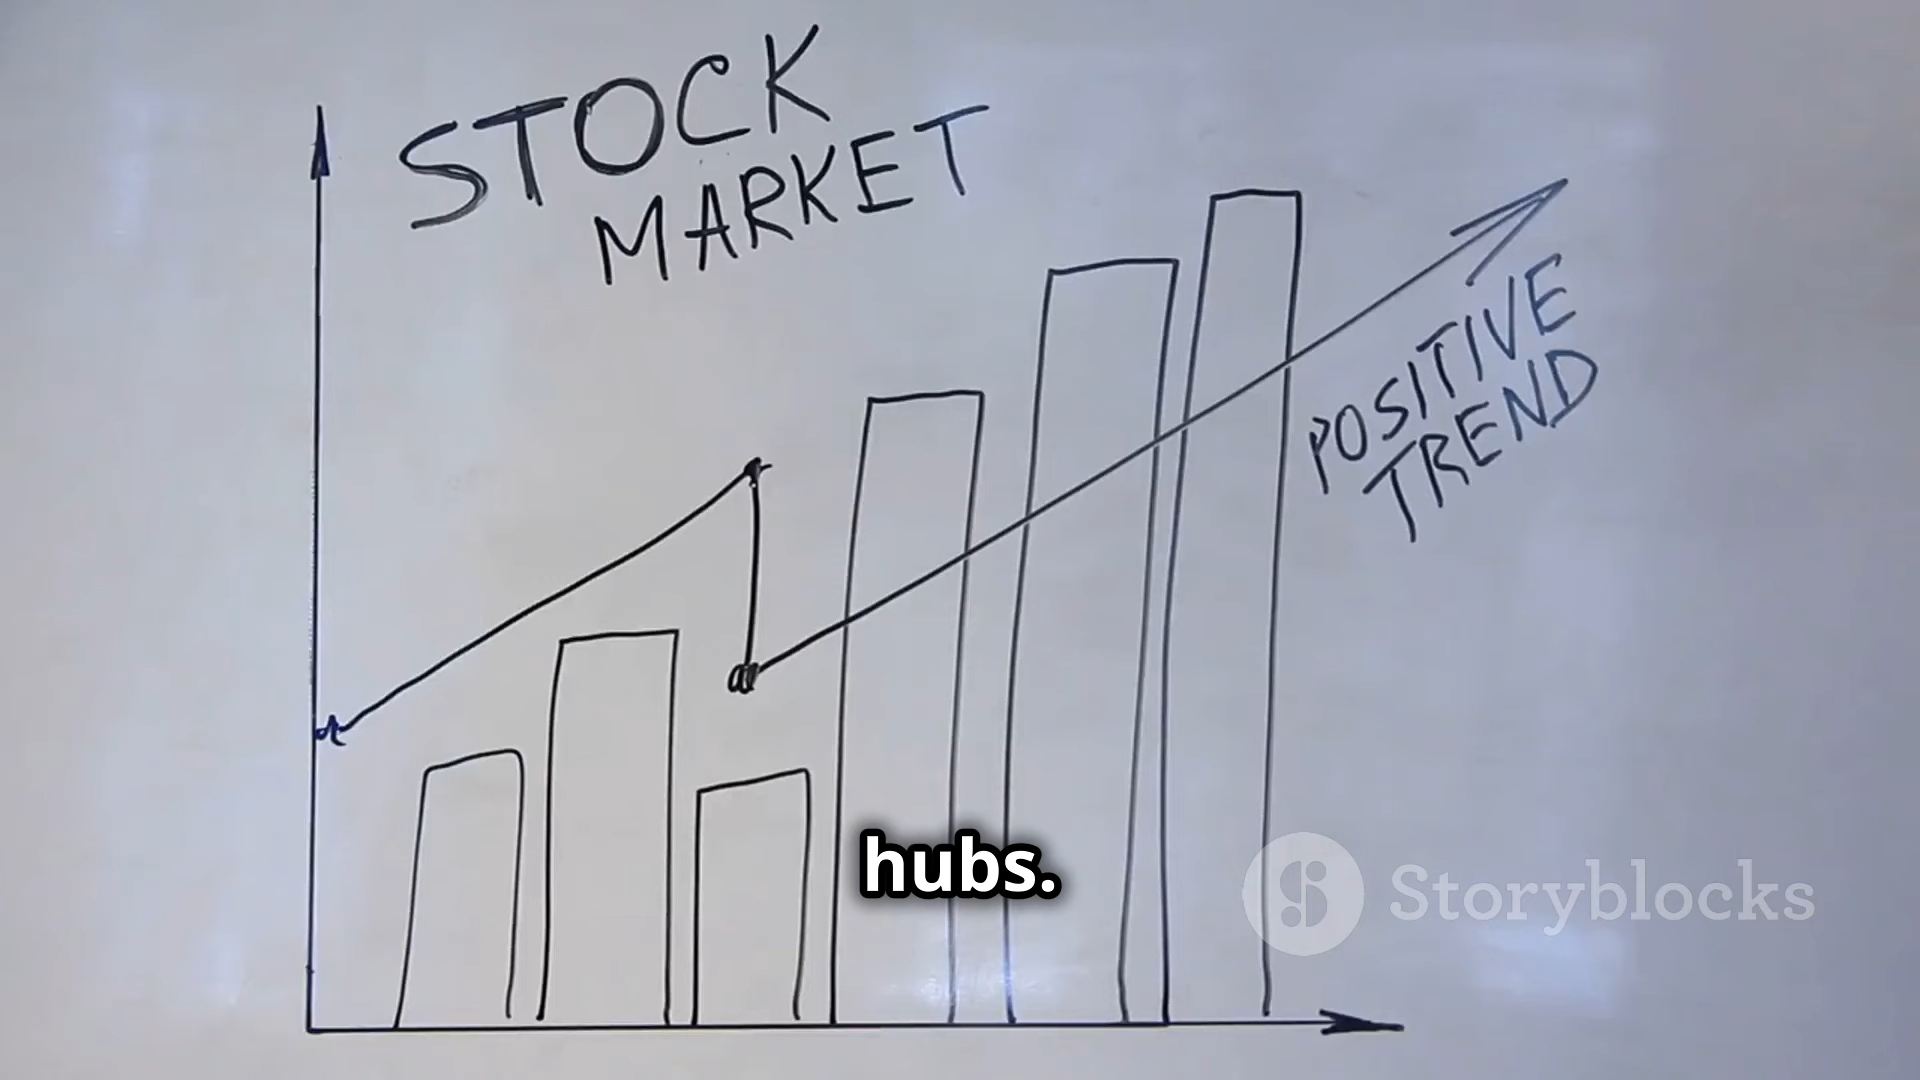 STOCK
MARKET
POSITIVE
TREND
hubs.
Storyblocks